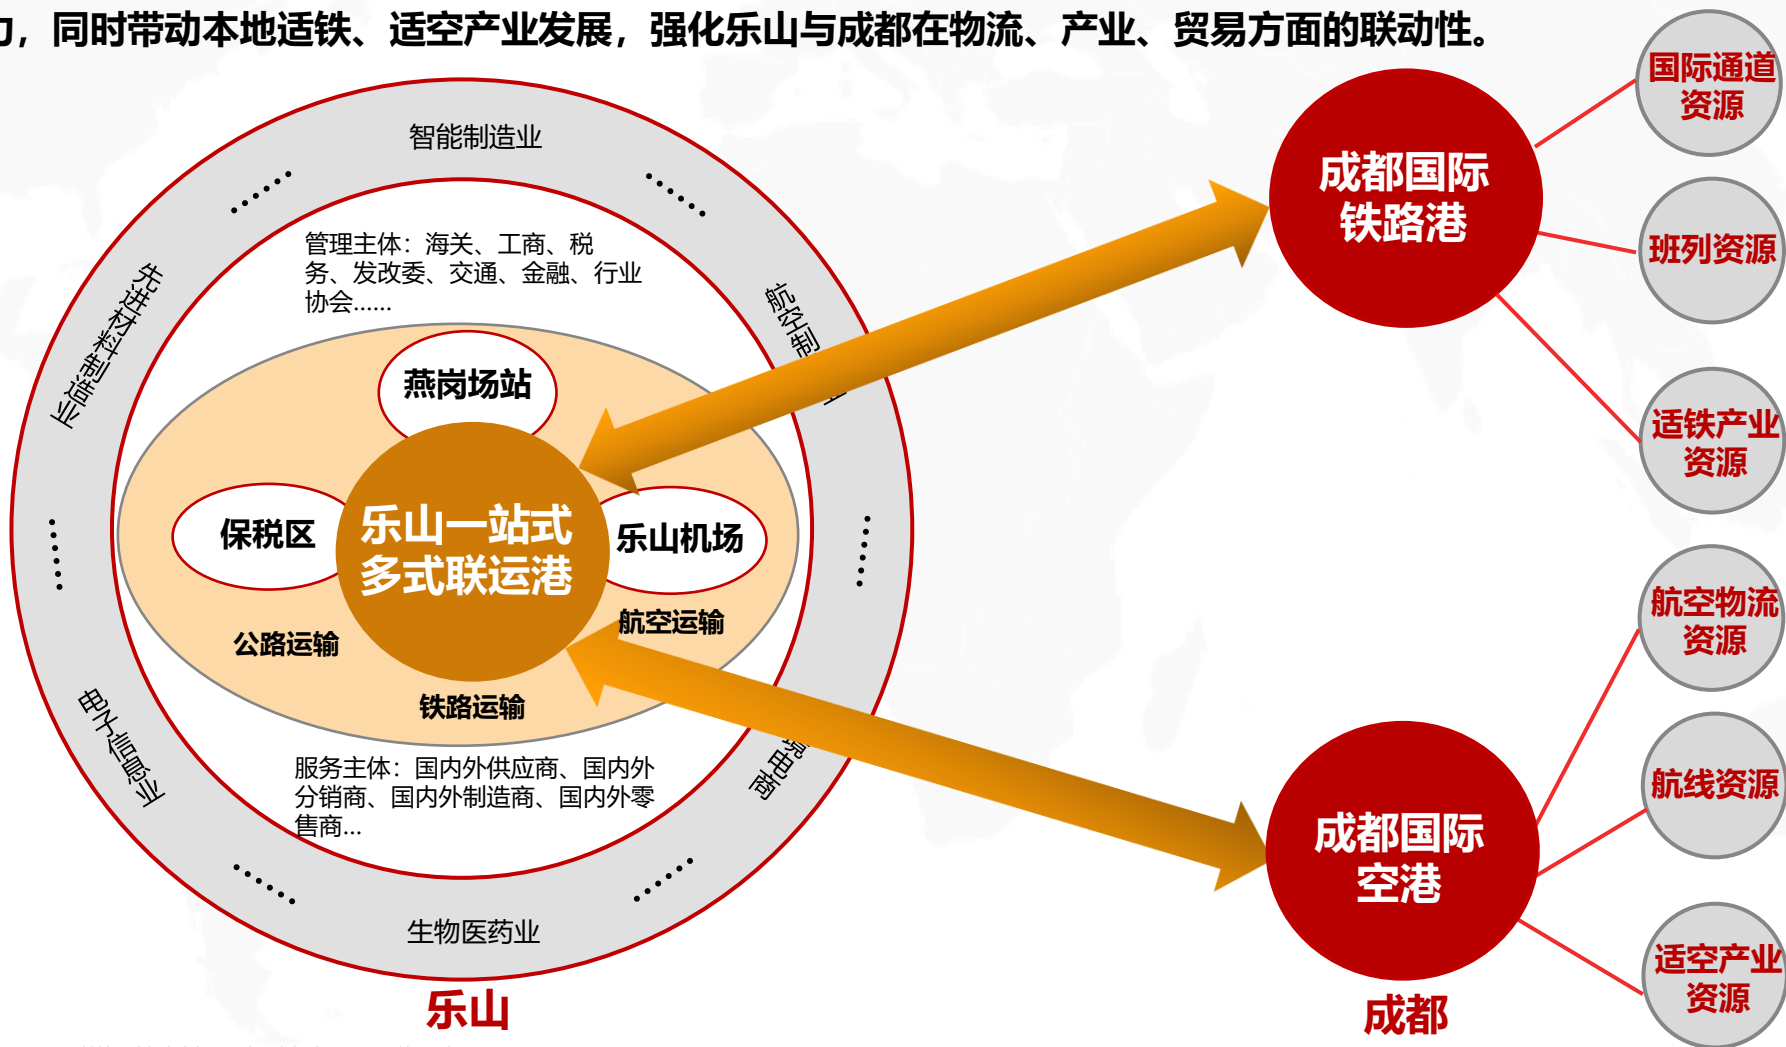 ，同时带动本地适铁、适空产业发展，强化乐山与成都在物流、产业、贸易方面的联动性。
智能制造业
先进材料制造业
航空制
电子信息业
境电商
生物医药业
管理主体：海关、工商、税
务、发改委、交通、金融、行业
协会......
燕岗场站
保税区
乐山一站式
多式联运港
乐山机场
公路运输
航空运输
铁路运输
服务主体：国内外供应商、国内外
分销商、国内外制造商、国内外零
售商...
乐山
成都国际
铁路港
国际通道
资源
班列资源
适铁产业
资源
成都国际
空港
航空物流
资源
航线资源
适空产业
资源
成都